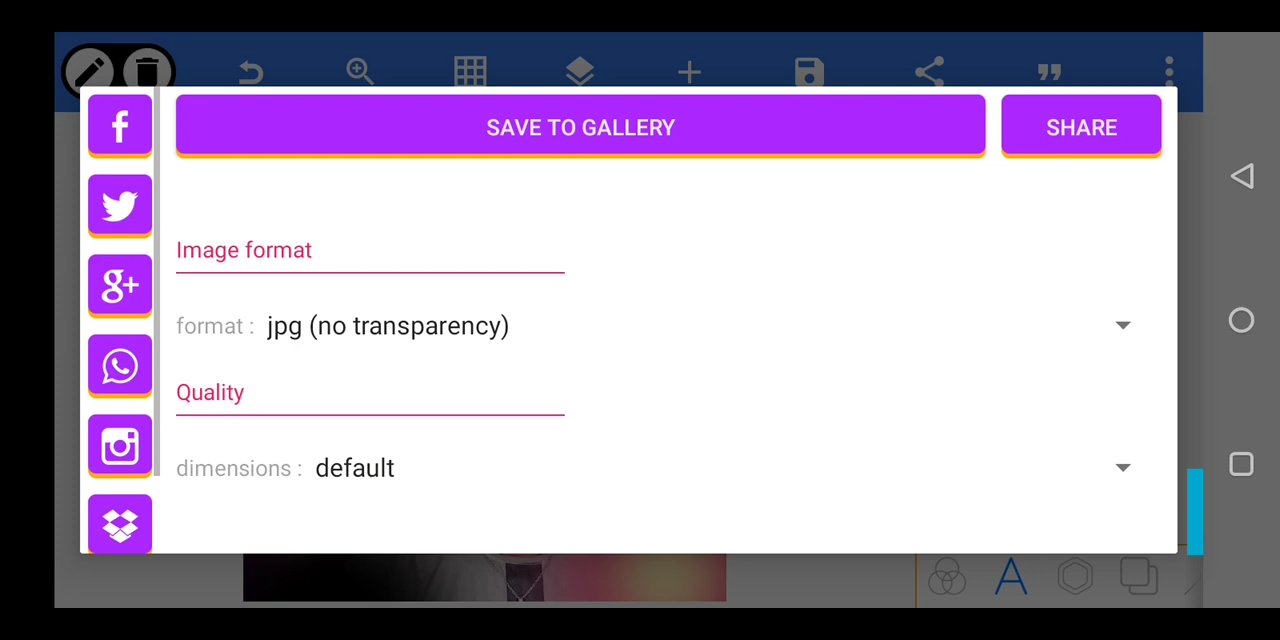 SAVE TO GALLERY
SHARE
Image format
format : jpg (no transparency)
Quality
dimensions : default